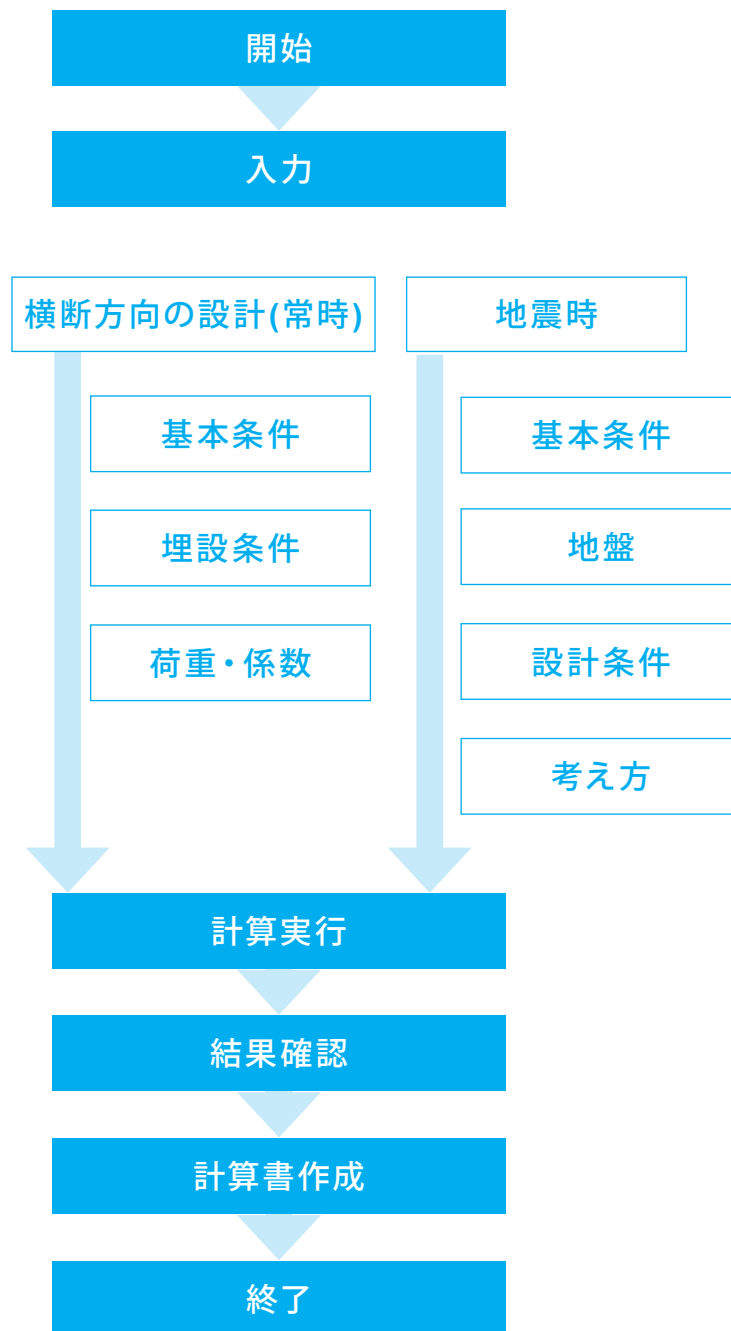 開始
入力
横断方向の設計(常時)
基本条件
埋設条件
荷重・係数
地震時
基本条件
地盤
設計条件
考え方
計算実行
結果確認
計算書作成
終了